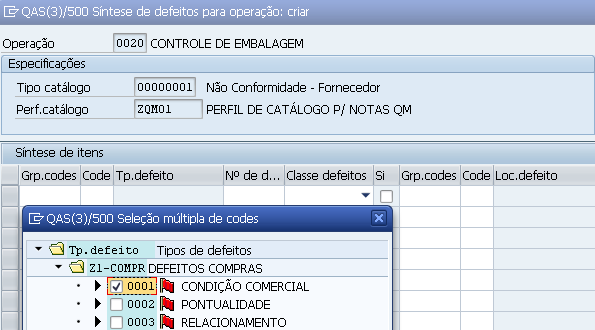 QAS(3)/500 Síntese de defeitos para operação: criar
Operação 0020 CONTROLE DE EMBALAGEM
Especificações
Tipo catálogo 00000001 Não Conformidade - Fornecedor
Perf.catálogo ZQM01 PERFIL DE CATÁLOGO P/ NOTAS QM
Síntese de itens
Grp.codes Code Tp.defeito Nº de d... Classe defeitos Si Grp.codes Code Loc.defeito
QAS(3)/500 Seleção múltipla de codes
Tp.defeito Tipos de defeitos
Z1-COMPR DEFEITOS COMPRAS
0001 CONDIÇÃO COMERCIAL
0002 PONTUALIDADE
0003 RELACIONAMENTO